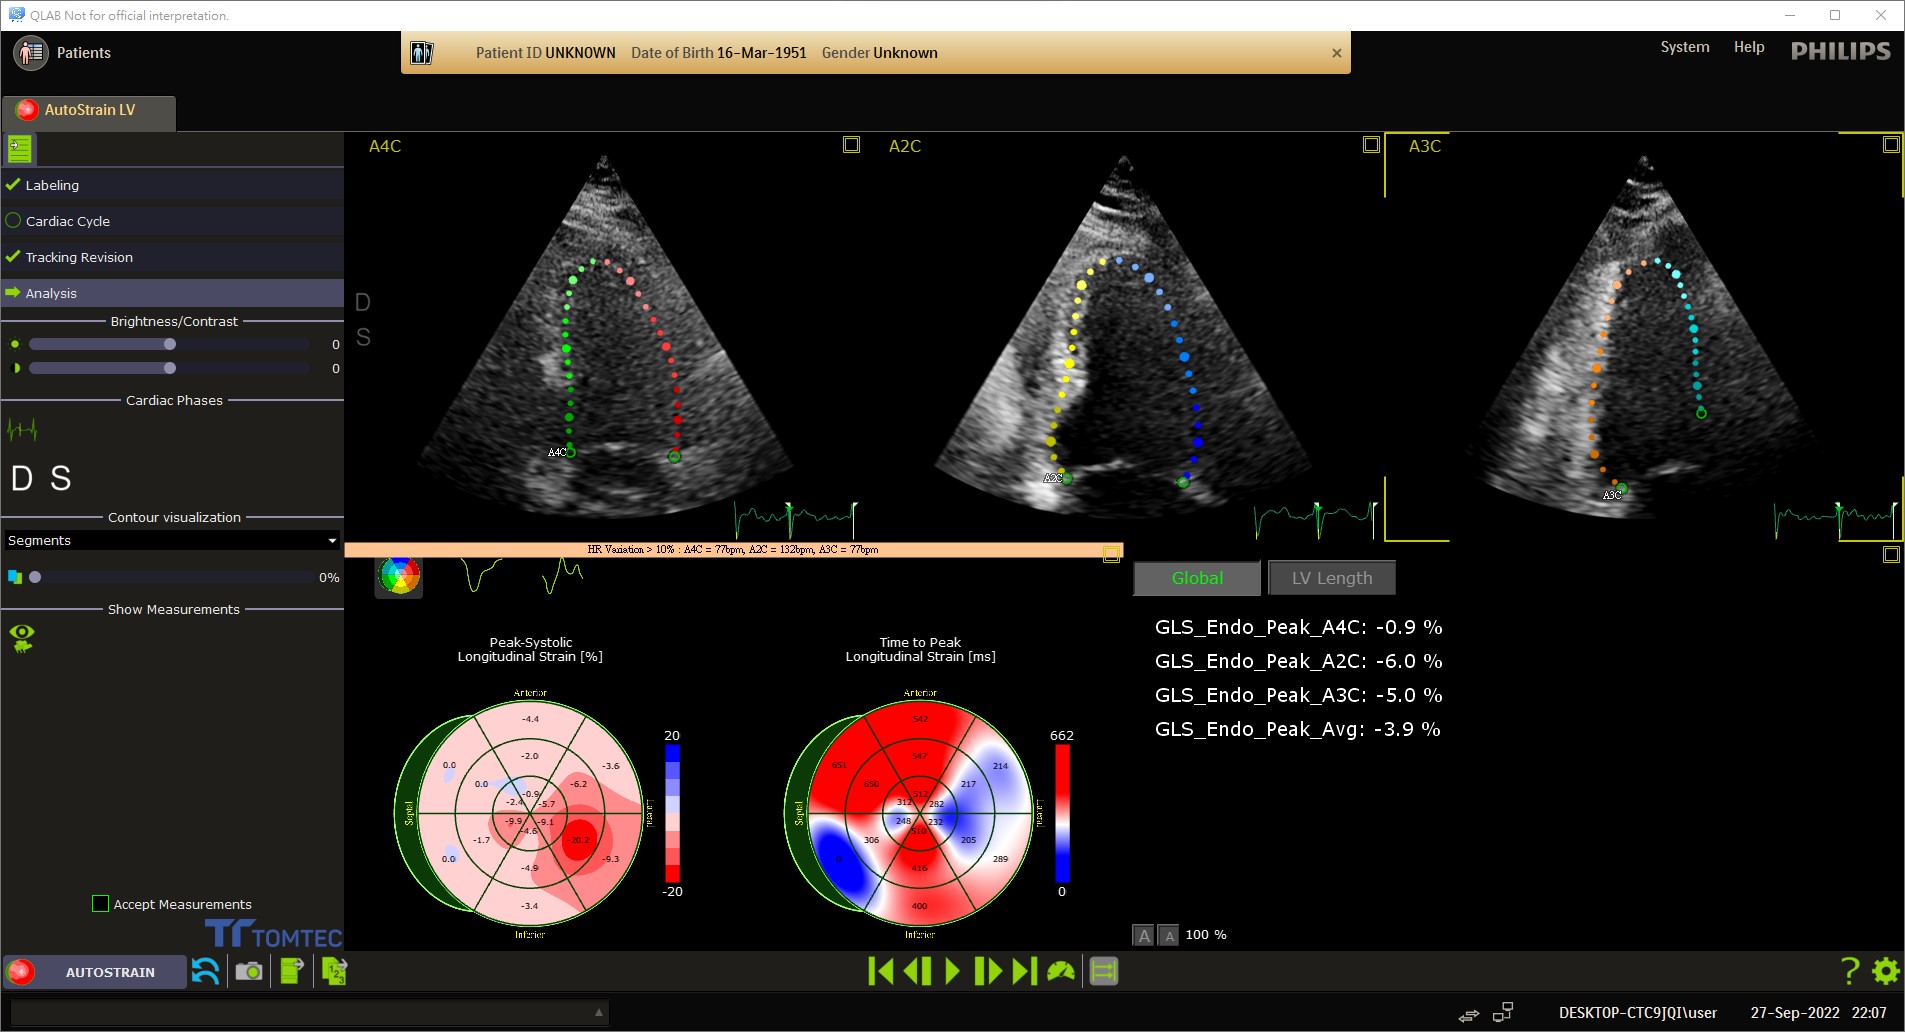 QLAB Not for official interpretation.
Patients
Patient ID UNKNOWN Date of Birth 16-Mar-1951 Gender Unknown
System Help PHILIPS
AutoStrain LV
Labeling
Cardiac Cycle
Tracking Revision
Analysis
Brightness/Contrast
0
0
Cardiac Phases
D S
Contour visualization
Segments
0%
Show Measurements
Accept Measurements
TOMTEC
A4C
D
S
A4C
A2C
A2C
A3C
A3C
HR Variation > 10% : A4C = 77bpm, A2C = 132bpm, A3C = 77bpm
Peak-Systolic
Longitudinal Strain [%]
Anterior
-4.4
-2.0
0.0
-3.6
0.0
-6.2
-0.9
-2.4
-5.7
Septal
Lateral
-9.9
-9.1
-4.6
-1.7
-20.2
0.0
-9.3
-4.9
-3.4
Inferior
20
-20
Time to Peak
Longitudinal Strain [ms]
Anterior
542
547
651
214
650
217
512
312
282
Septal
Lateral
248
232
510
306
205
0
289
416
400
Inferior
662
0
Global LV Length
GLS_Endo_Peak_A4C: -0.9 %
GLS_Endo_Peak_A2C: -6.0 %
GLS_Endo_Peak_A3C: -5.0 %
GLS_Endo_Peak_Avg: -3.9 %
A A 100 %
AUTOSTRAIN
1 2 3
?
DESKTOP-CTC9JQI\user 27-Sep-2022 22:07